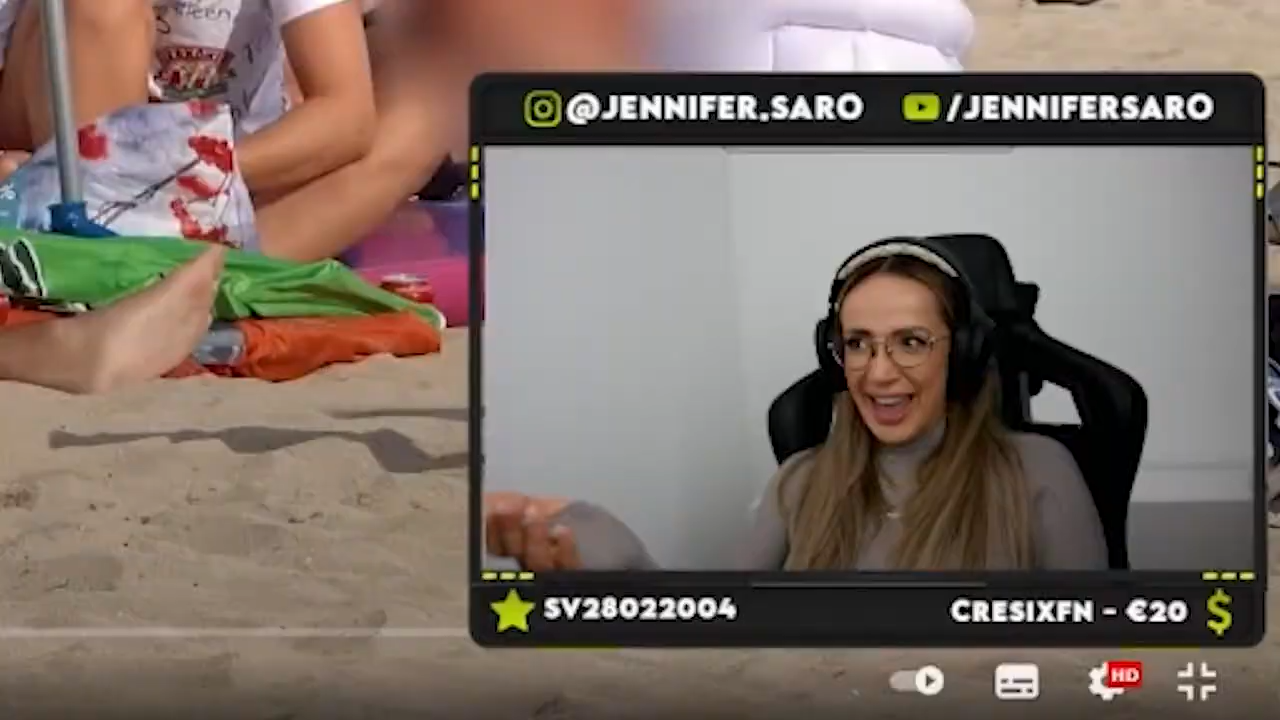 @JENNIFER.SARO
/JENNIFERSARO
SV28022004
CRESIXFN - €20
HD